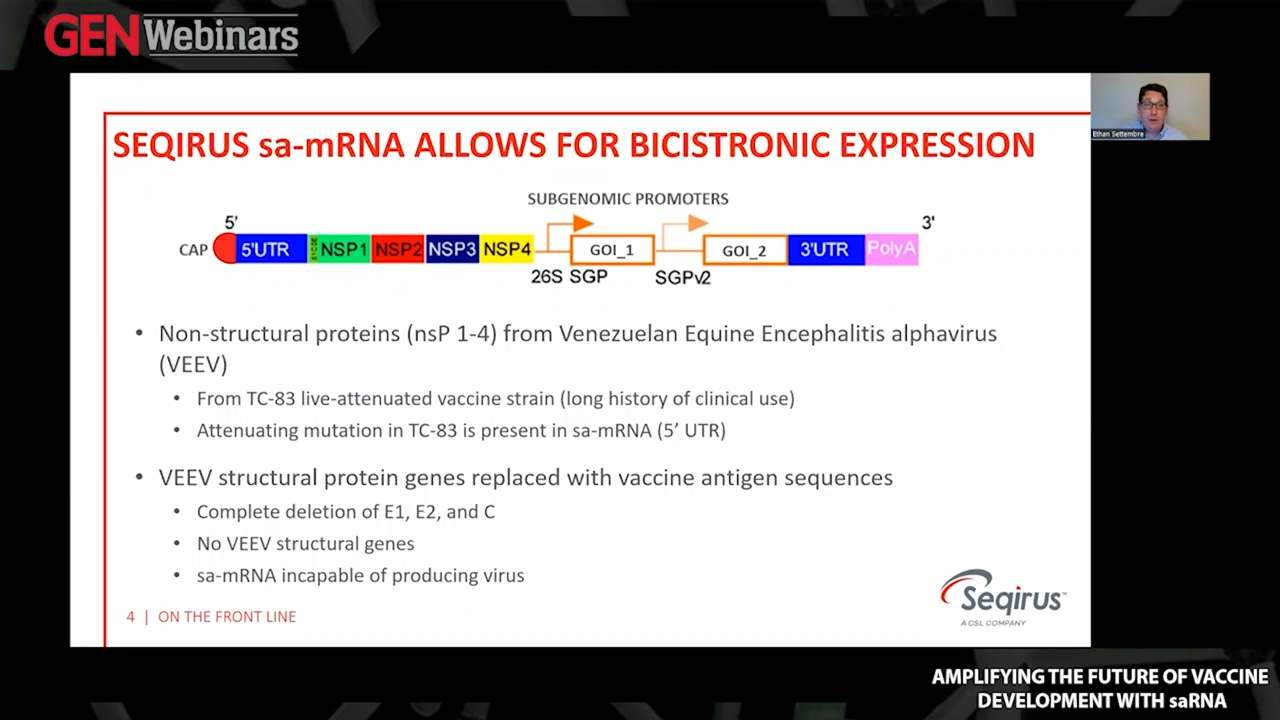 GEN Webinars
Ethan Settembre
SEQIRUS sa-mRNA ALLOWS FOR BICISTRONIC EXPRESSION
SUBGENOMIC PROMOTERS
5' 3'
CAP 5'UTR NSP1 NSP2 NSP3 NSP4 GOI_1 GOI_2 3'UTR PolyA
26S SGP SGPv2
• Non-structural proteins (nsP 1-4) from Venezuelan Equine Encephalitis alphavirus
(VEEV)
• From TC-83 live-attenuated vaccine strain (long history of clinical use)
• Attenuating mutation in TC-83 is present in sa-mRNA (5’ UTR)
• VEEV structural protein genes replaced with vaccine antigen sequences
• Complete deletion of E1, E2, and C
• No VEEV structural genes
• sa-mRNA incapable of producing virus
Seqirus™
A CSL COMPANY
4 | ON THE FRONT LINE
AMPLIFYING THE FUTURE OF VACCINE
DEVELOPMENT WITH saRNA